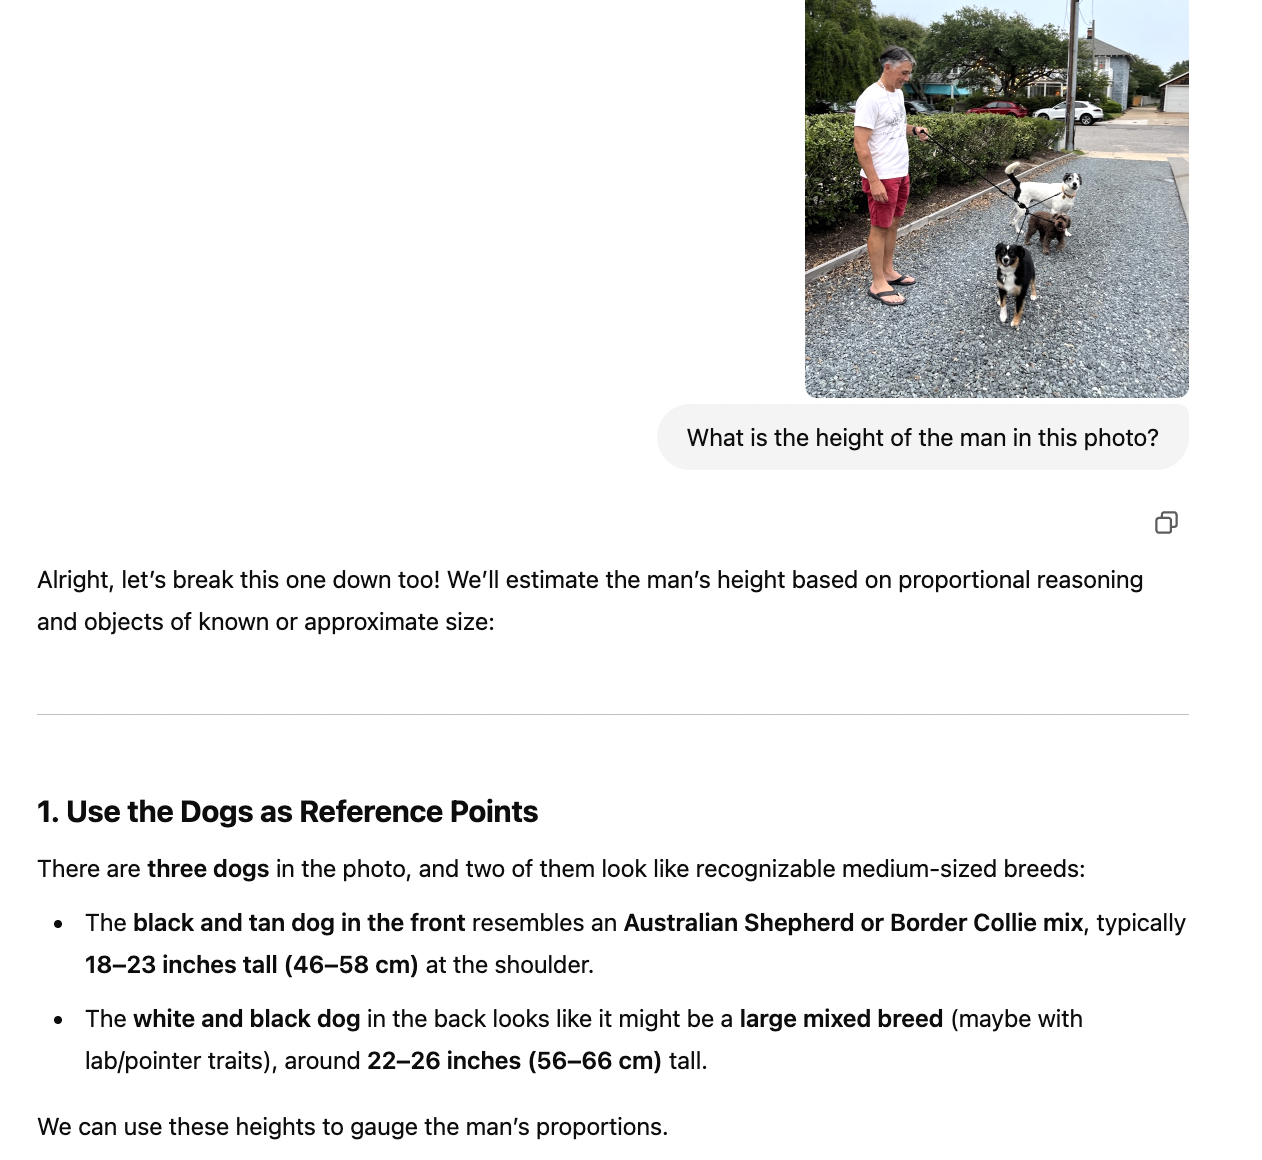 What is the height of the man in this photo?
Alright, let’s break this one down too! We’ll estimate the man’s height based on proportional reasoning
and objects of known or approximate size:
1. Use the Dogs as Reference Points
There are three dogs in the photo, and two of them look like recognizable medium-sized breeds:
• The black and tan dog in the front resembles an Australian Shepherd or Border Collie mix, typically
18–23 inches tall (46–58 cm) at the shoulder.
• The white and black dog in the back looks like it might be a large mixed breed (maybe with
lab/pointer traits), around 22–26 inches (56–66 cm) tall.
We can use these heights to gauge the man’s proportions.